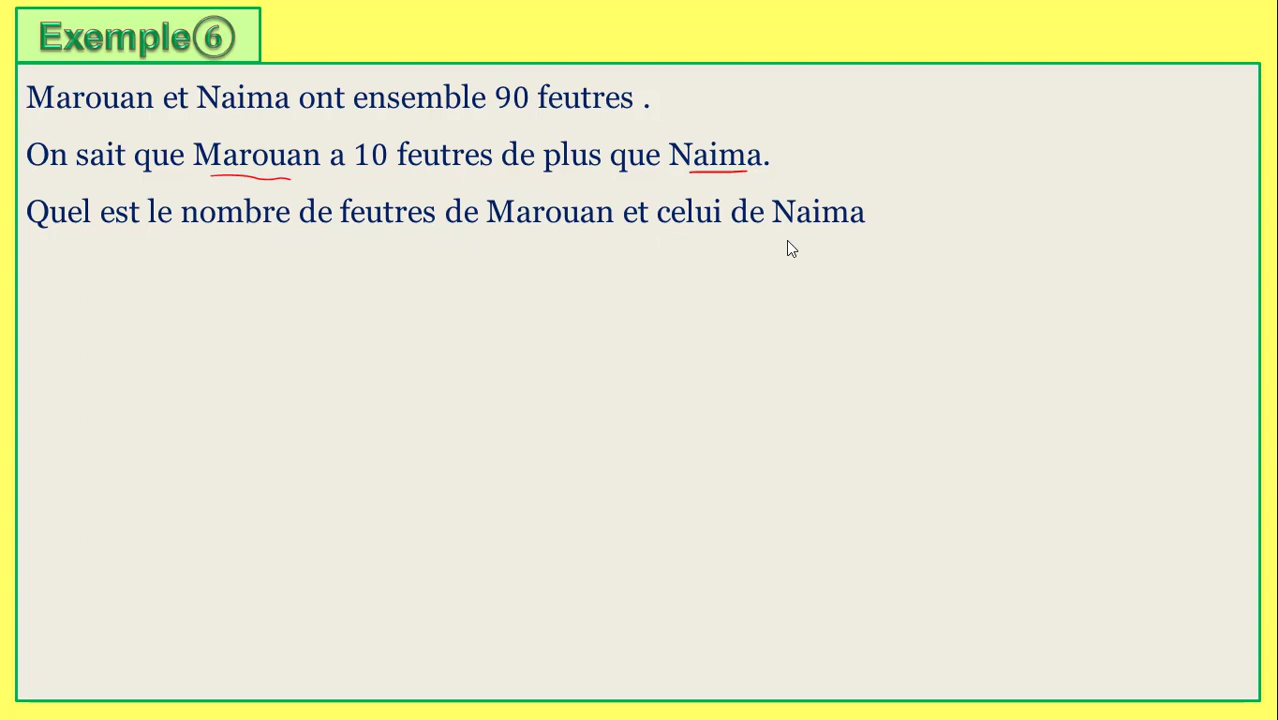 Exemple⑥
Marouan et Naima ont ensemble 90 feutres .
On sait que Marouan a 10 feutres de plus que Naima.
Quel est le nombre de feutres de Marouan et celui de Naima